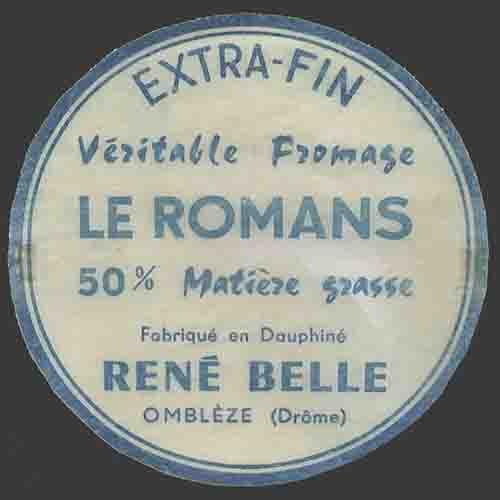 EXTRA-FIN
Véritable Fromage
LE ROMANS
50% Matière grasse
Fabriqué en Dauphiné
RENÉ BELLE
OMBLÈZE (Drôme)